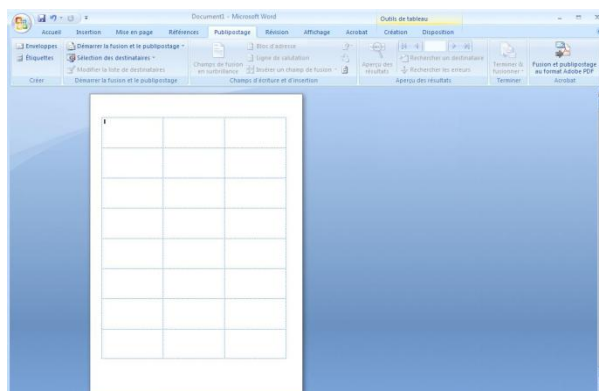 Document1 - Microsoft Word
Outils de tableau
Accueil Insertion Mise en page Références Publipostage Révision Affichage Acrobat Création Disposition
Enveloppes
Étiquettes
Créer
Démarrer la fusion et le publipostage
Sélection des destinataires
Modifier la liste de destinataires
Démarrer la fusion et le publipostage
Champs de fusion
en surbrillance
Bloc d'adresse
Ligne de salutation
Insérer un champ de fusion
Champs d'écriture et d'insertion
Aperçu des
résultats
Rechercher un destinataire
Rechercher les erreurs
Aperçu des résultats
Terminer &
fusionner
Terminer
Fusion et publipostage
au format Adobe PDF
Acrobat